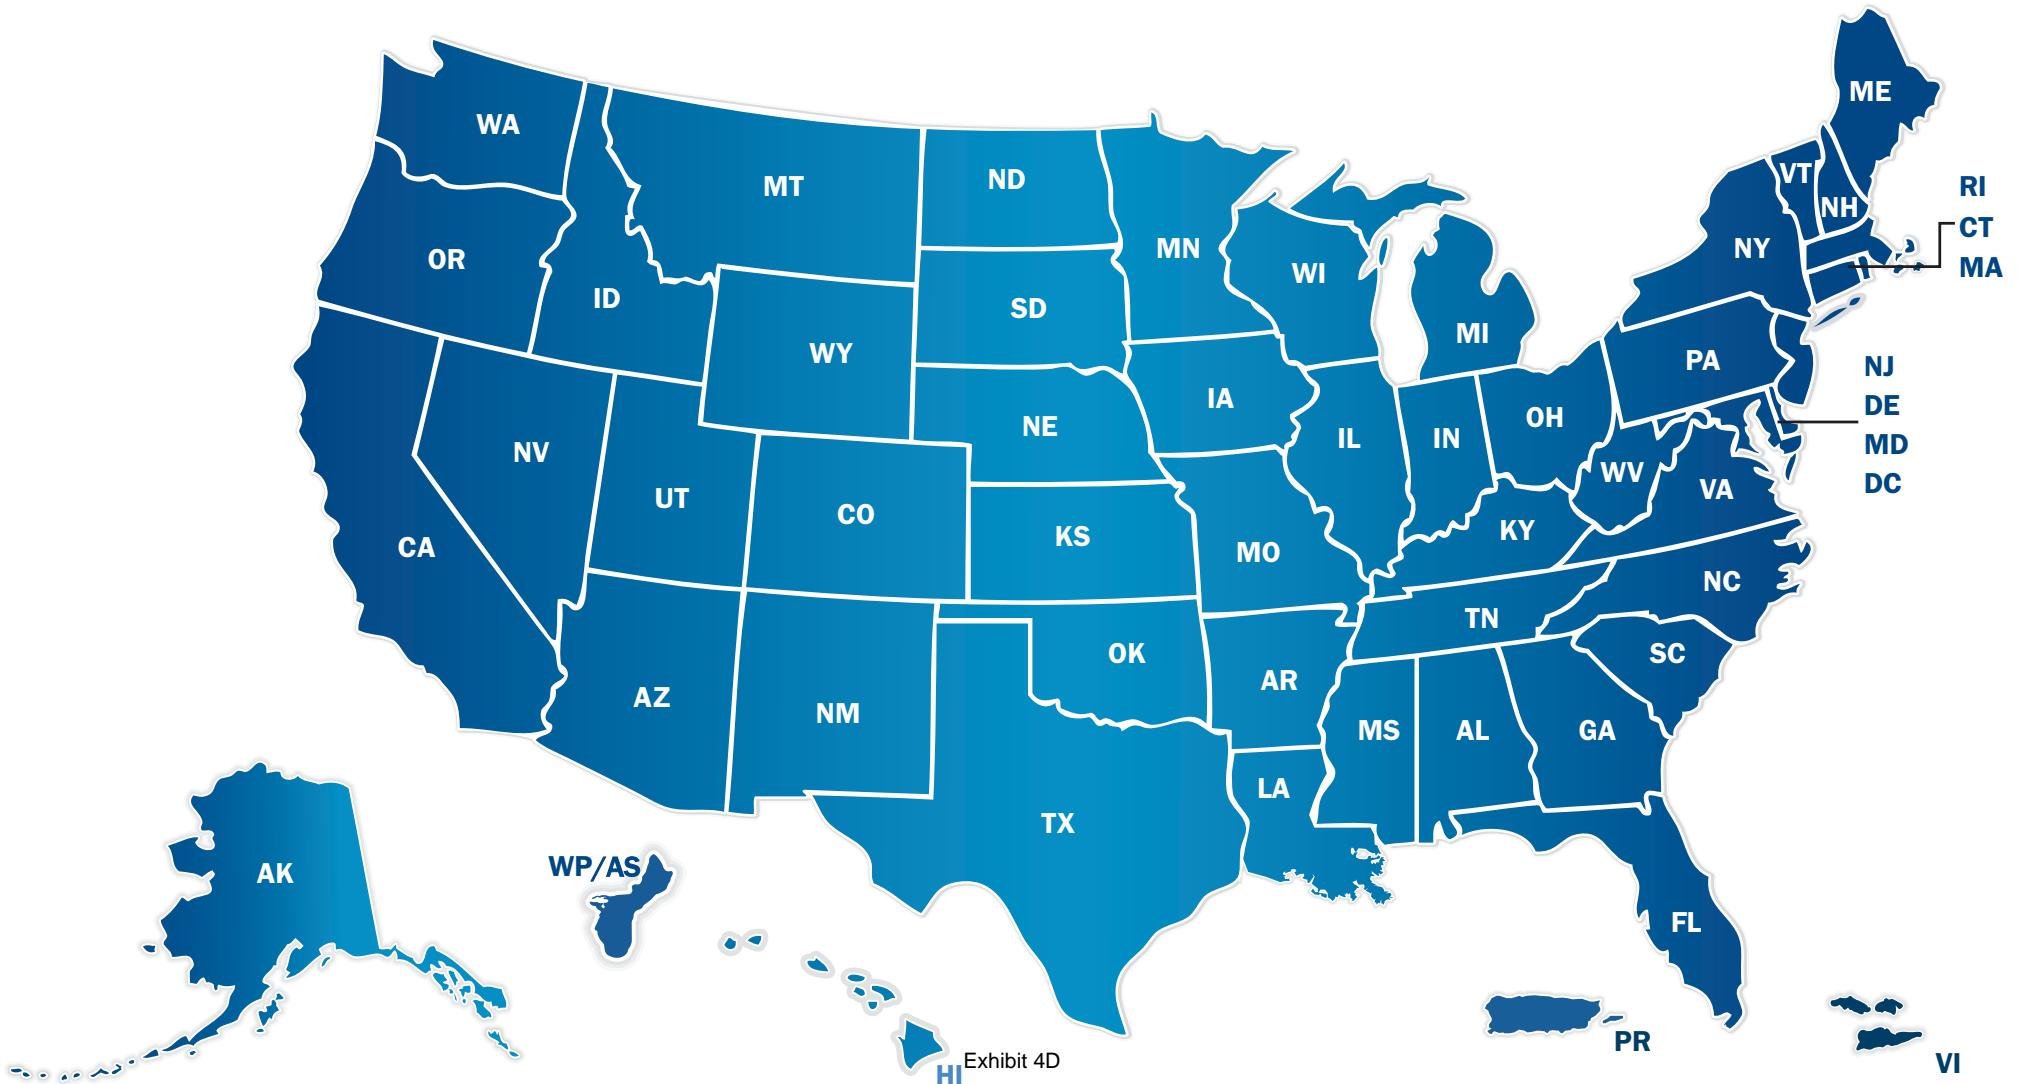 ME
WA
VT
ND
MT
RI
NH
CT
MN
NY
OR
MA
WI
ID
SD
MI
WY
PA
NJ
IA
DE
OH
NE
IL
IN
MD
NV
WV
DC
VA
UT
CO
KY
KS
CA
MO
NC
TN
OK
SC
AR
AZ
NM
MS
AL
GA
LA
TX
WP/AS
AK
FL
PR
Exhibit 4D
VI
HI